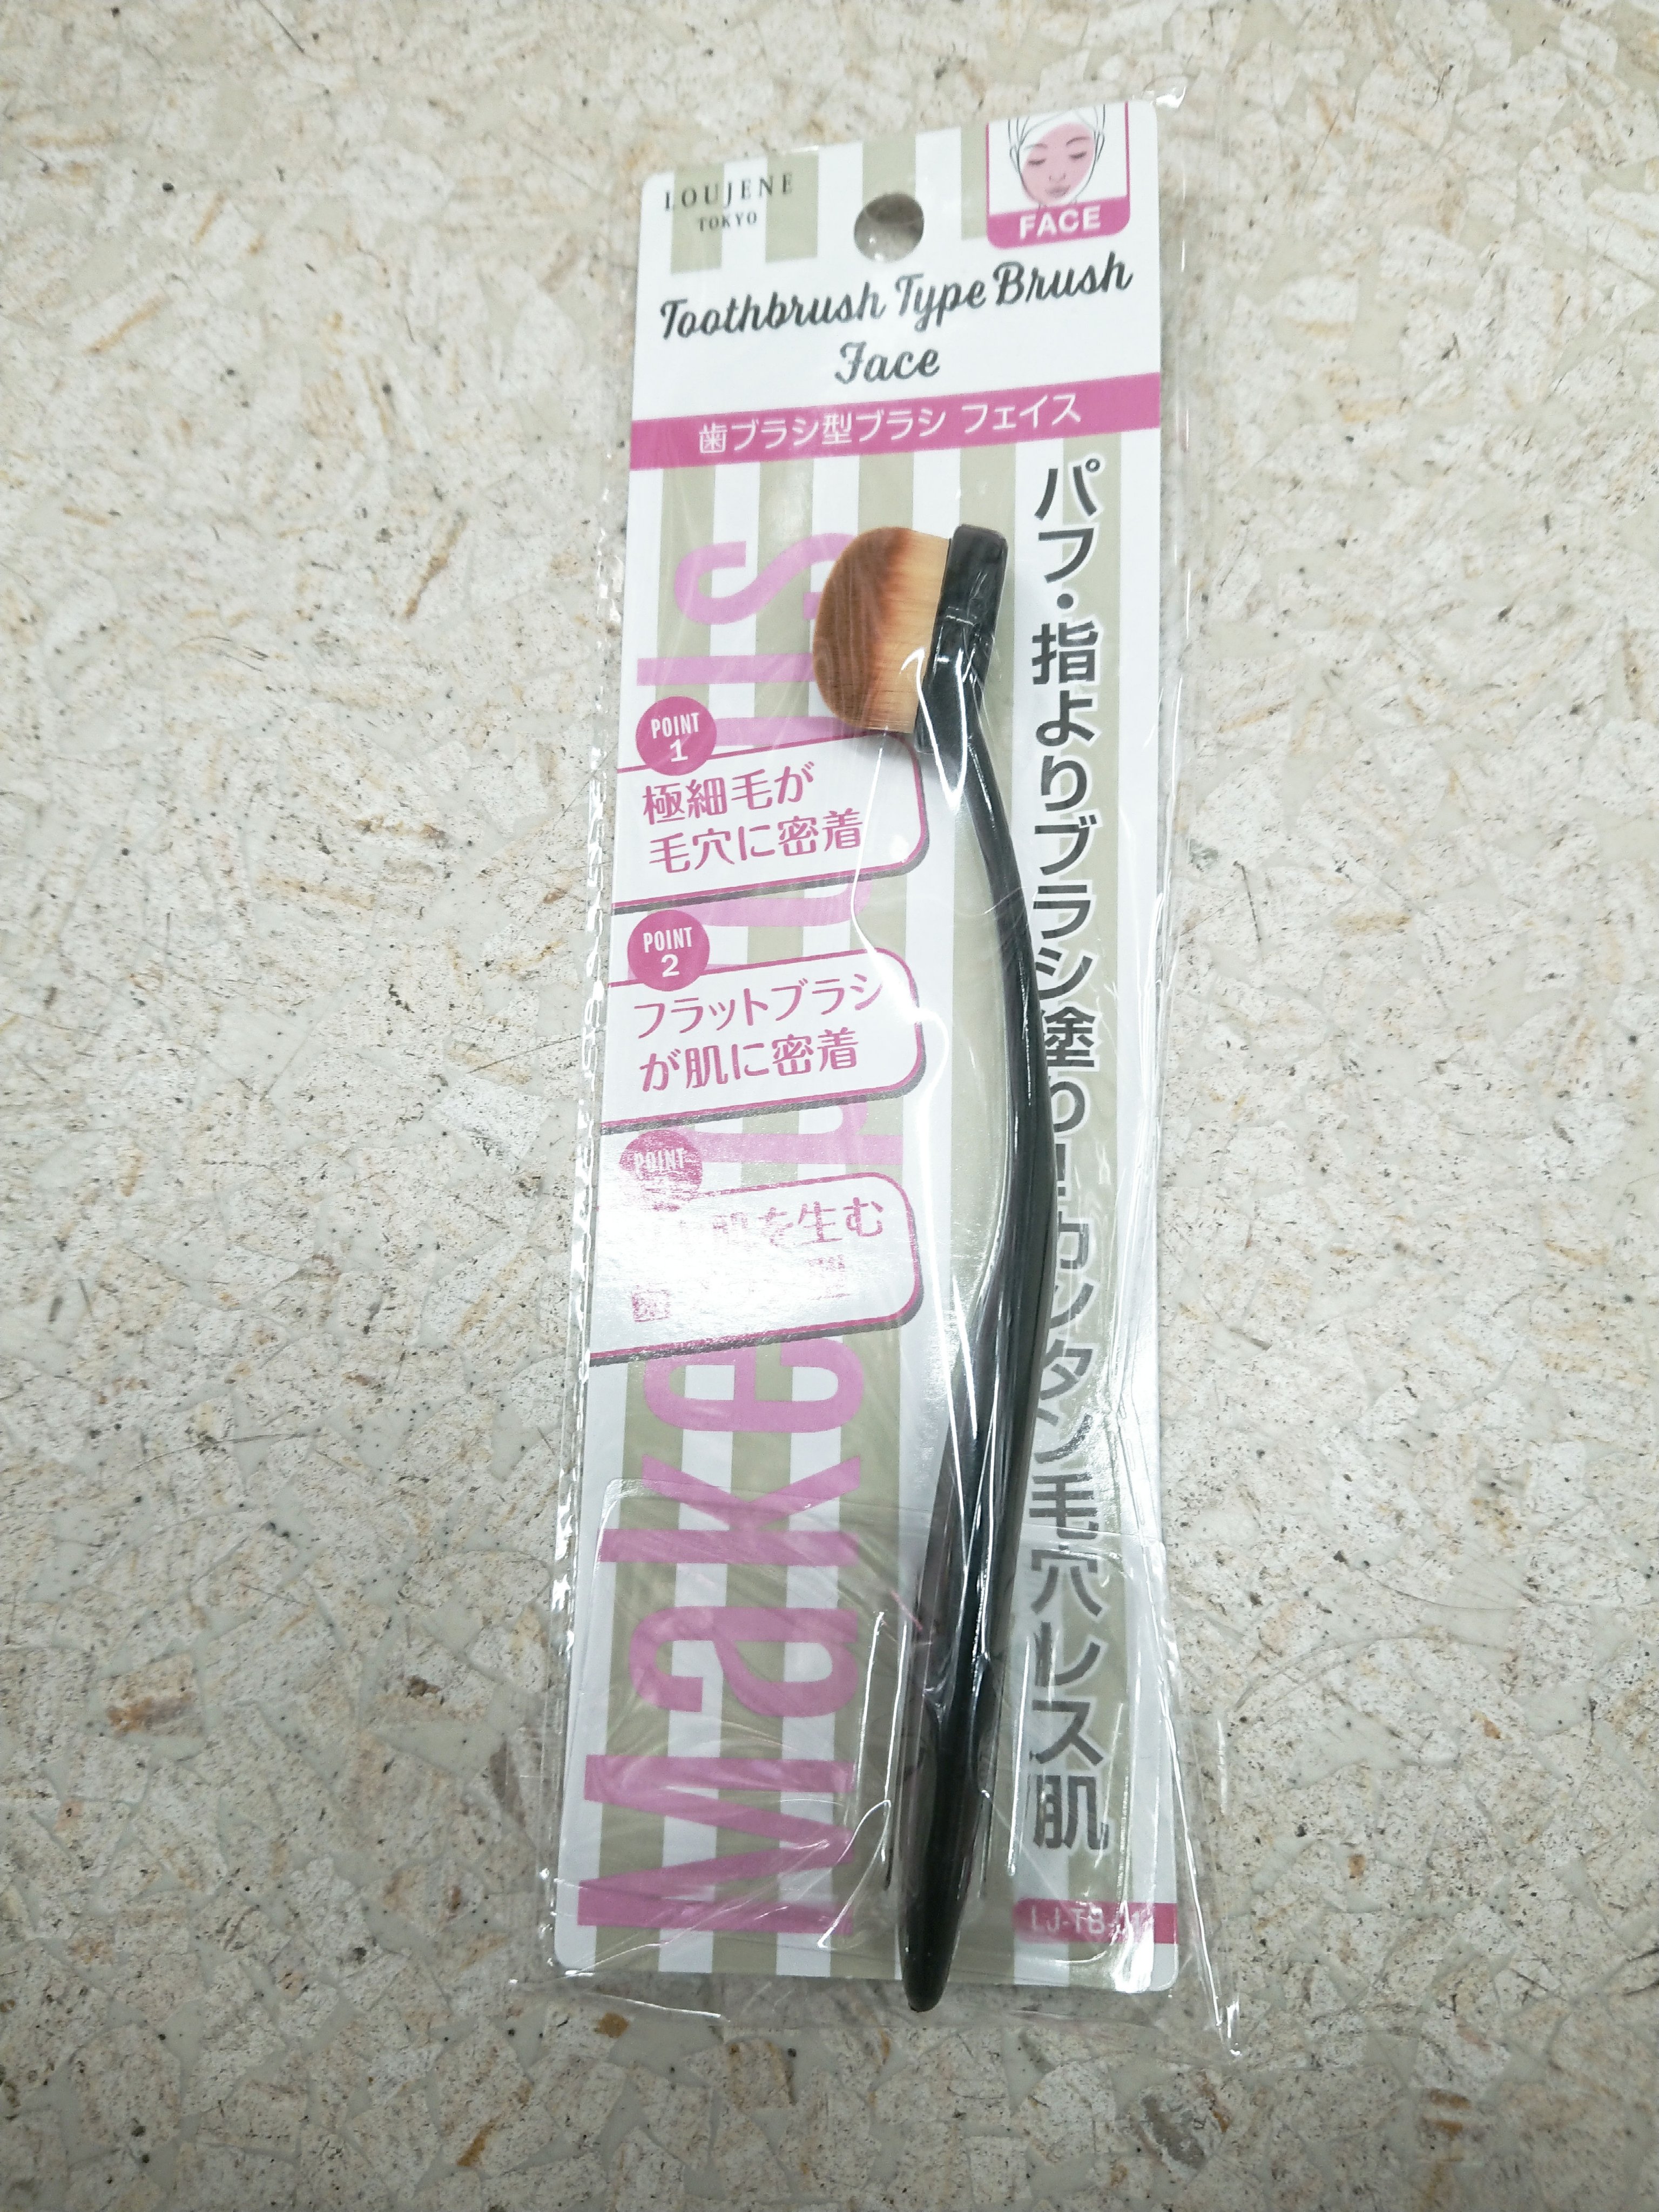 LOUJENE
TOKYO
FACE
Toothbrush Type Brush
Face
歯ブラシ型ブラシ フェイス
パフ・指よりブラシ塗り カンタン毛穴レス肌
POINT
1
極細毛が
毛穴に密着
POINT
2
フラットブラシ
が肌に密着
POINT
肌を生む
Make